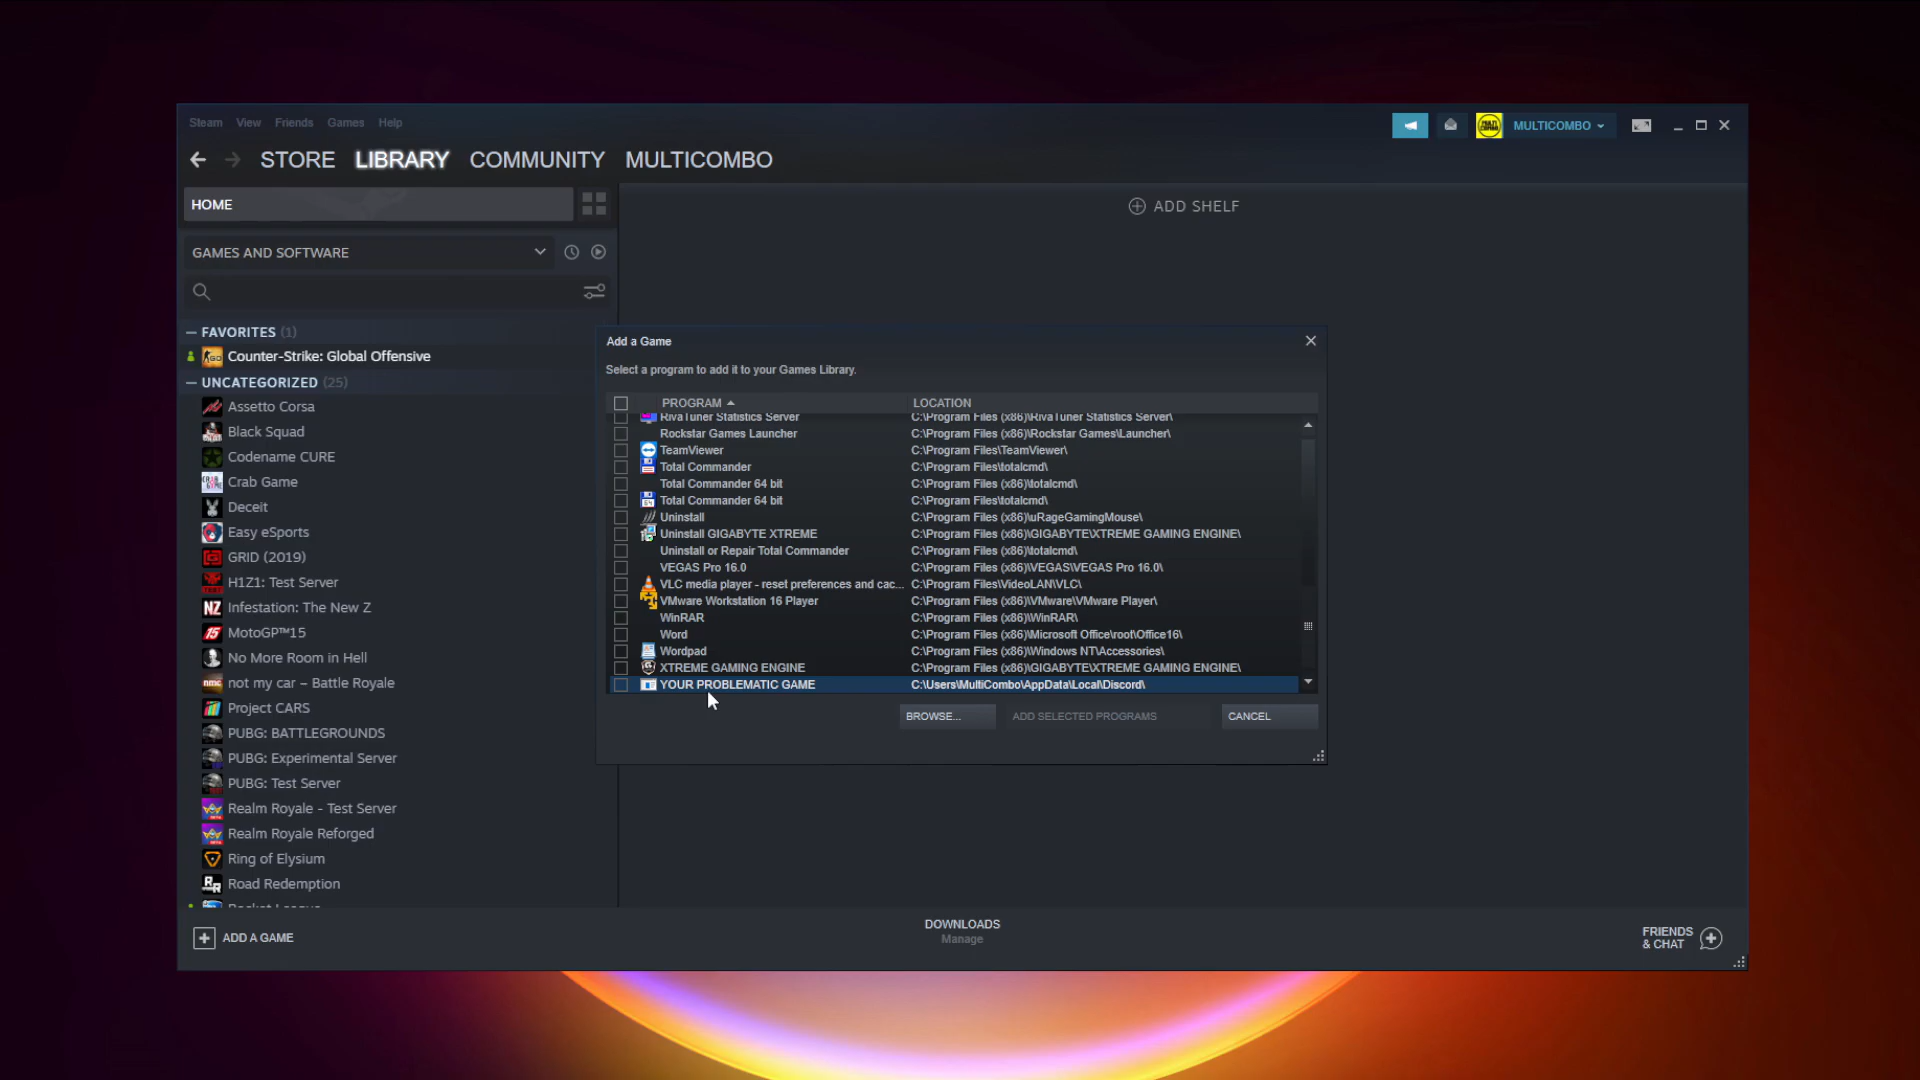 Steam View Friends Games Help
MULTICOMBO
STORE LIBRARY COMMUNITY MULTICOMBO
HOME
ADD SHELF
GAMES AND SOFTWARE
FAVORITES (1)
Counter-Strike: Global Offensive
UNCATEGORIZED (25)
Assetto Corsa
Black Squad
Codename CURE
Crab Game
Deceit
Easy eSports
GRID (2019)
H1Z1: Test Server
Infestation: The New Z
MotoGP™15
No More Room in Hell
not my car – Battle Royale
Project CARS
PUBG: BATTLEGROUNDS
PUBG: Experimental Server
PUBG: Test Server
Realm Royale - Test Server
Realm Royale Reforged
Ring of Elysium
Road Redemption
Rocket League
Add a Game
Select a program to add it to your Games Library.
PROGRAM LOCATION
RivaTuner Statistics Server C:\Program Files (x86)\RivaTuner Statistics Server\
Rockstar Games Launcher C:\Program Files (x86)\Rockstar Games\Launcher\
TeamViewer C:\Program Files\TeamViewer\
Total Commander C:\Program Files\totalcmd\
Total Commander 64 bit C:\Program Files (x86)\totalcmd\
Total Commander 64 bit C:\Program Files\totalcmd\
Uninstall C:\Program Files (x86)\uRageGamingMouse\
Uninstall GIGABYTE XTREME C:\Program Files (x86)\GIGABYTE\XTREME GAMING ENGINE\
Uninstall or Repair Total Commander C:\Program Files (x86)\totalcmd\
VEGAS Pro 16.0 C:\Program Files (x86)\VEGAS\VEGAS Pro 16.0\
VLC media player - reset preferences and cac... C:\Program Files\VideoLAN\VLC\
VMware Workstation 16 Player C:\Program Files (x86)\VMware\VMware Player\
WinRAR C:\Program Files (x86)\WinRAR\
Word C:\Program Files (x86)\Microsoft Office\root\Office16\
Wordpad C:\Program Files\Windows NT\Accessories\
XTREME GAMING ENGINE C:\Program Files (x86)\GIGABYTE\XTREME GAMING ENGINE\
YOUR PROBLEMATIC GAME C:\Users\MultiCombo\AppData\Local\Discord\
BROWSE... ADD SELECTED PROGRAMS CANCEL
ADD A GAME
DOWNLOADS
Manage
FRIENDS
& CHAT